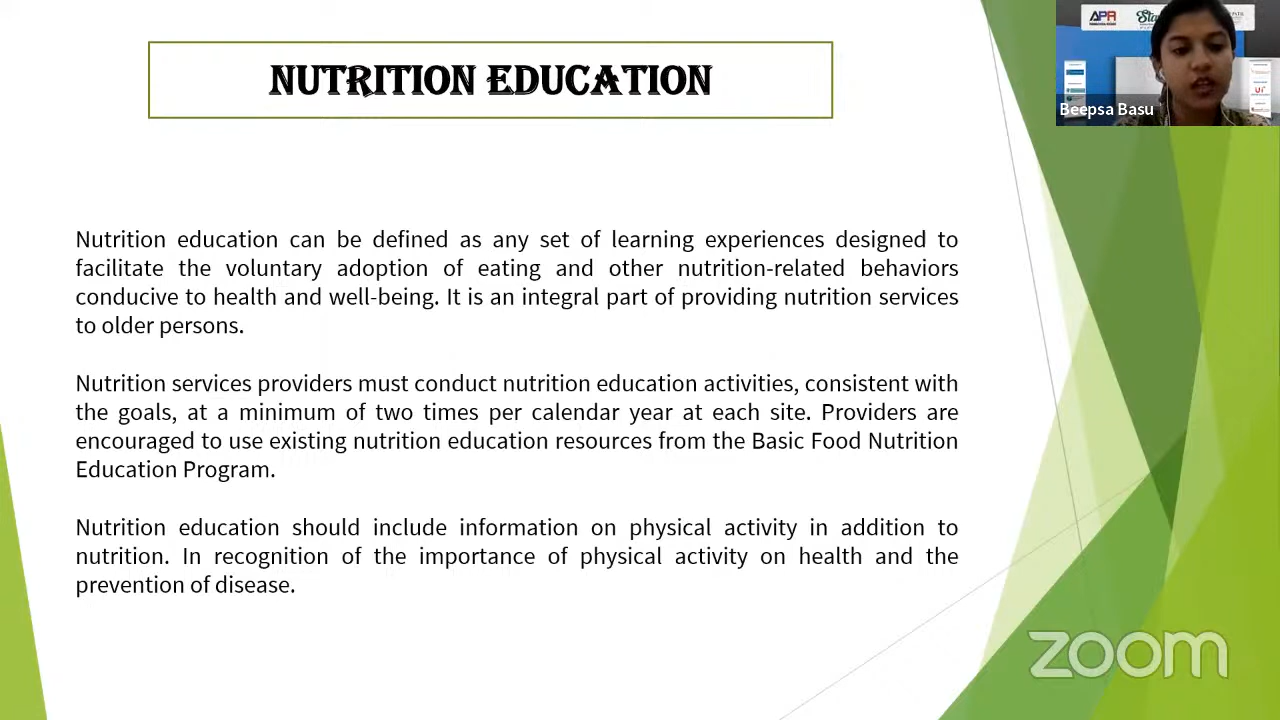 NUTRITION EDUCATION
APA
Beepsa Basu
Nutrition education can be defined as any set of learning experiences designed to
facilitate the voluntary adoption of eating and other nutrition-related behaviors
conducive to health and well-being. It is an integral part of providing nutrition services
to older persons.
Nutrition services providers must conduct nutrition education activities, consistent with
the goals, at a minimum of two times per calendar year at each site. Providers are
encouraged to use existing nutrition education resources from the Basic Food Nutrition
Education Program.
Nutrition education should include information on physical activity in addition to
nutrition. In recognition of the importance of physical activity on health and the
prevention of disease.
zoom